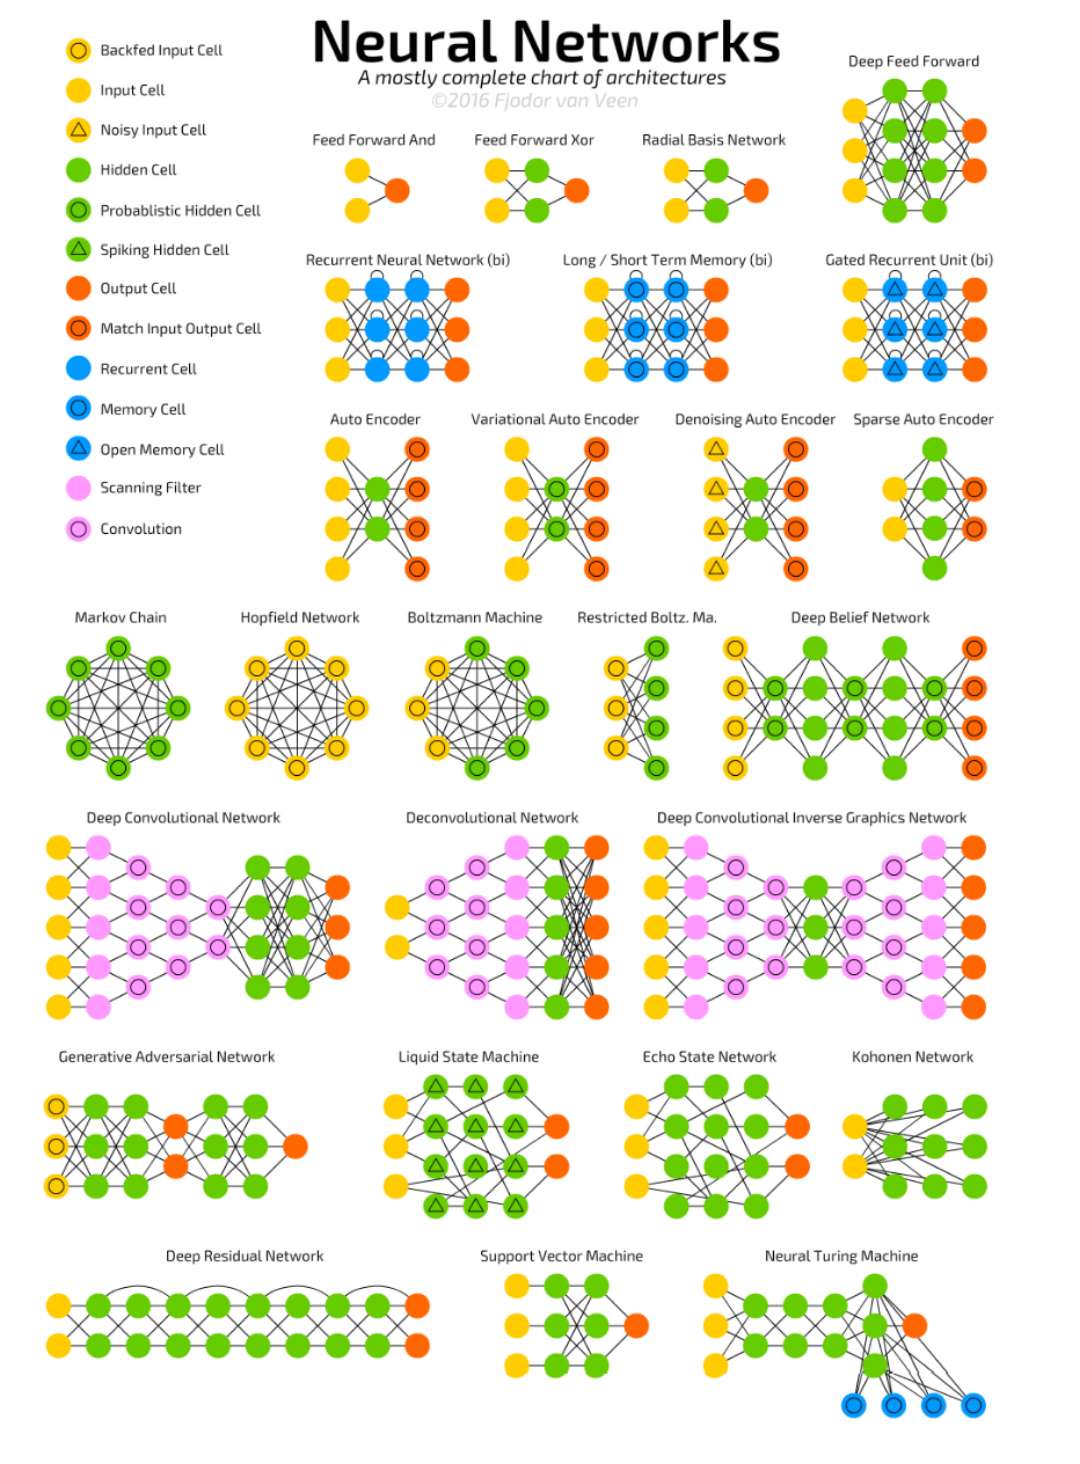 Neural Networks
A mostly complete chart of architectures
©2016 Fjodor van Veen
Backfed Input Cell
Input Cell
Noisy Input Cell
Hidden Cell
Probablistic Hidden Cell
Spiking Hidden Cell
Output Cell
Match Input Output Cell
Recurrent Cell
Memory Cell
Open Memory Cell
Scanning Filter
Convolution
Deep Feed Forward
Feed Forward And
Feed Forward Xor
Radial Basis Network
Recurrent Neural Network (bi)
Long / Short Term Memory (bi)
Gated Recurrent Unit (bi)
Auto Encoder
Variational Auto Encoder
Denoising Auto Encoder
Sparse Auto Encoder
Markov Chain
Hopfield Network
Boltzmann Machine
Restricted Boltz. Ma.
Deep Belief Network
Deep Convolutional Network
Deconvolutional Network
Deep Convolutional Inverse Graphics Network
Generative Adversarial Network
Liquid State Machine
Echo State Network
Kohonen Network
Deep Residual Network
Support Vector Machine
Neural Turing Machine